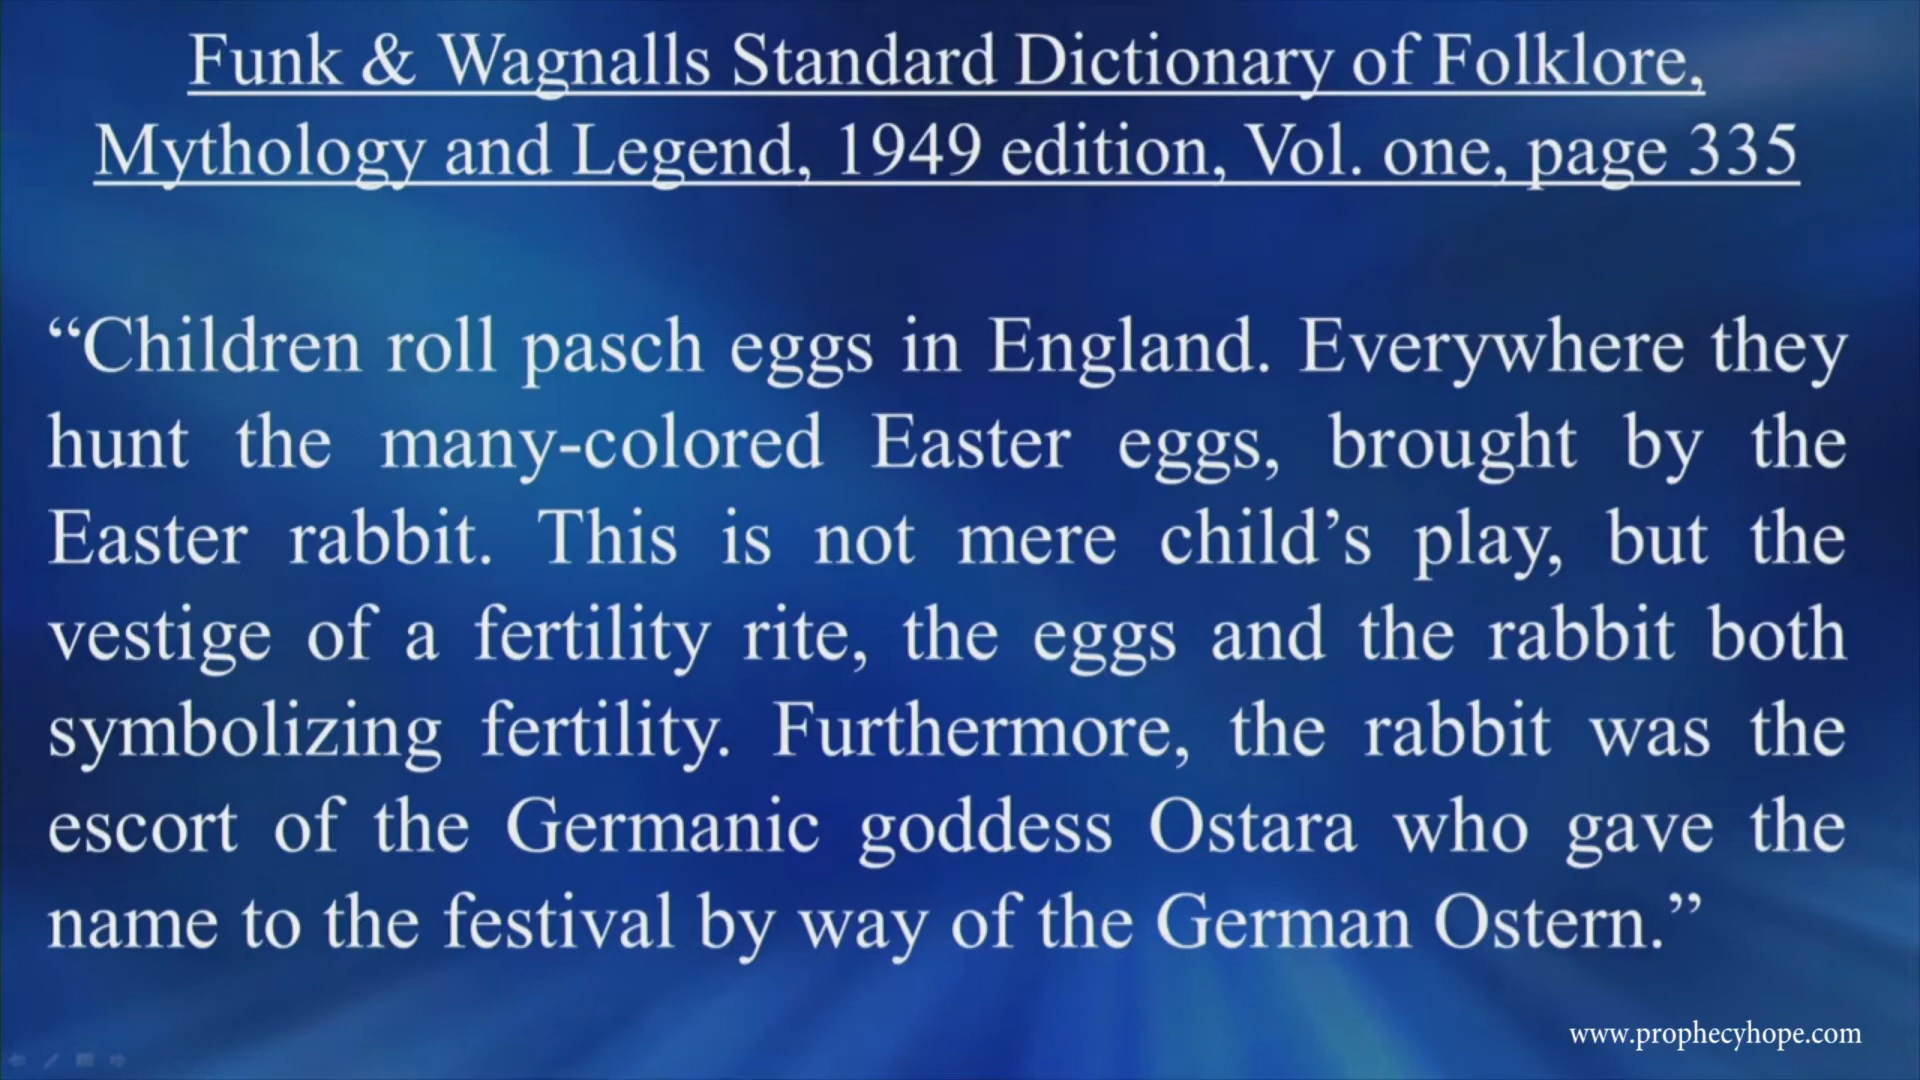 Funk & Wagnalls Standard Dictionary of Folklore,
Mythology and Legend, 1949 edition, Vol. one, page 335
“Children roll pasch eggs in England. Everywhere they
hunt the many-colored Easter eggs, brought by the
Easter rabbit. This is not mere child’s play, but the
vestige of a fertility rite, the eggs and the rabbit both
symbolizing fertility. Furthermore, the rabbit was the
escort of the Germanic goddess Ostara who gave the
name to the festival by way of the German Ostern.”
www.prophecyhope.com